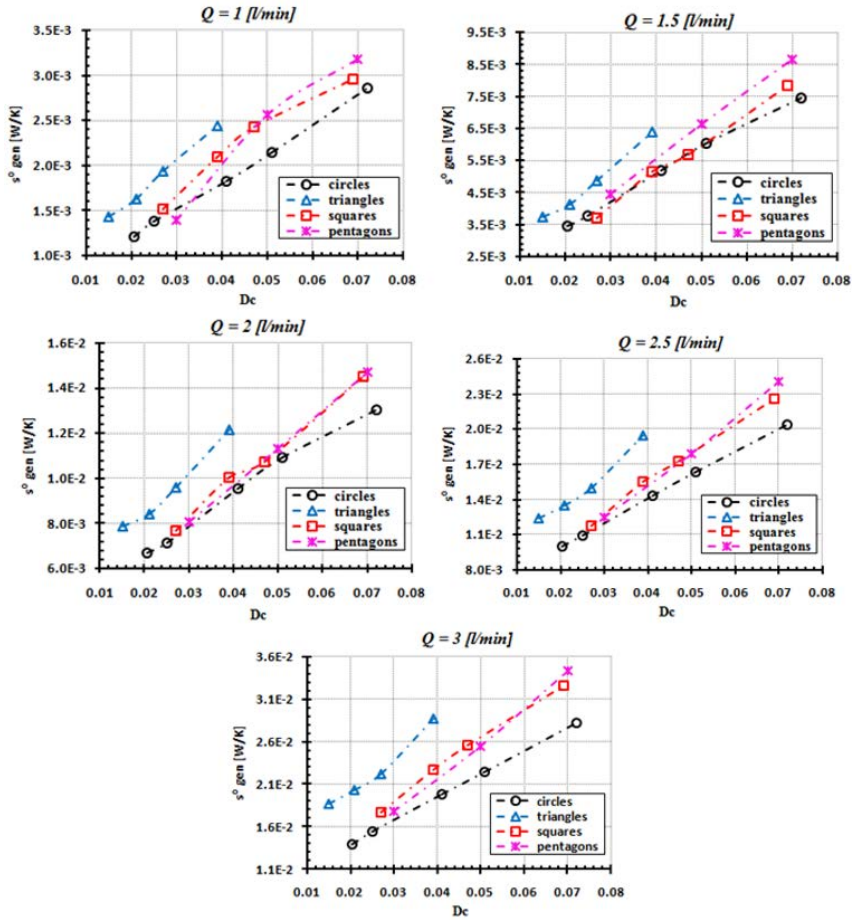 Q = 1 [l/min]
s° gen [W/K]
3.5E-3
3.0E-3
2.5E-3
2.0E-3
1.5E-3
1.0E-3
circles
triangles
squares
pentagons
0.01 0.02 0.03 0.04 0.05 0.06 0.07 0.08
Dc
Q = 1.5 [l/min]
s° gen [W/K]
9.5E-3
8.5E-3
7.5E-3
6.5E-3
5.5E-3
4.5E-3
3.5E-3
2.5E-3
circles
triangles
squares
pentagons
0.01 0.02 0.03 0.04 0.05 0.06 0.07 0.08
Dc
Q = 2 [l/min]
s° gen [W/K]
1.6E-2
1.4E-2
1.2E-2
1.0E-2
8.0E-3
6.0E-3
circles
triangles
squares
pentagons
0.01 0.02 0.03 0.04 0.05 0.06 0.07 0.08
Dc
Q = 2.5 [l/min]
s° gen [W/K]
2.6E-2
2.3E-2
2.0E-2
1.7E-2
1.4E-2
1.1E-2
8.0E-3
circles
triangles
squares
pentagons
0.01 0.02 0.03 0.04 0.05 0.06 0.07 0.08
Dc
Q = 3 [l/min]
s° gen [W/K]
3.6E-2
3.1E-2
2.6E-2
2.1E-2
1.6E-2
1.1E-2
circles
triangles
squares
pentagons
0.01 0.02 0.03 0.04 0.05 0.06 0.07 0.08
Dc